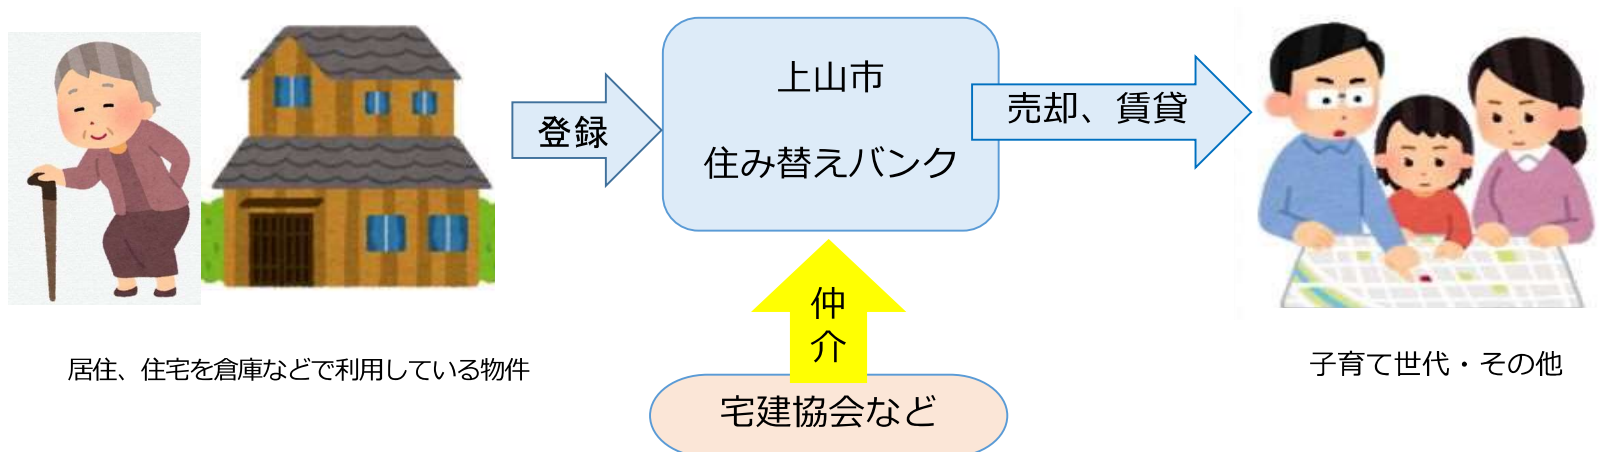 登録
上山市
住み替えバンク
売却、賃貸
仲
介
宅建協会など
居住、住宅を倉庫などで利用している物件
子育て世代・その他